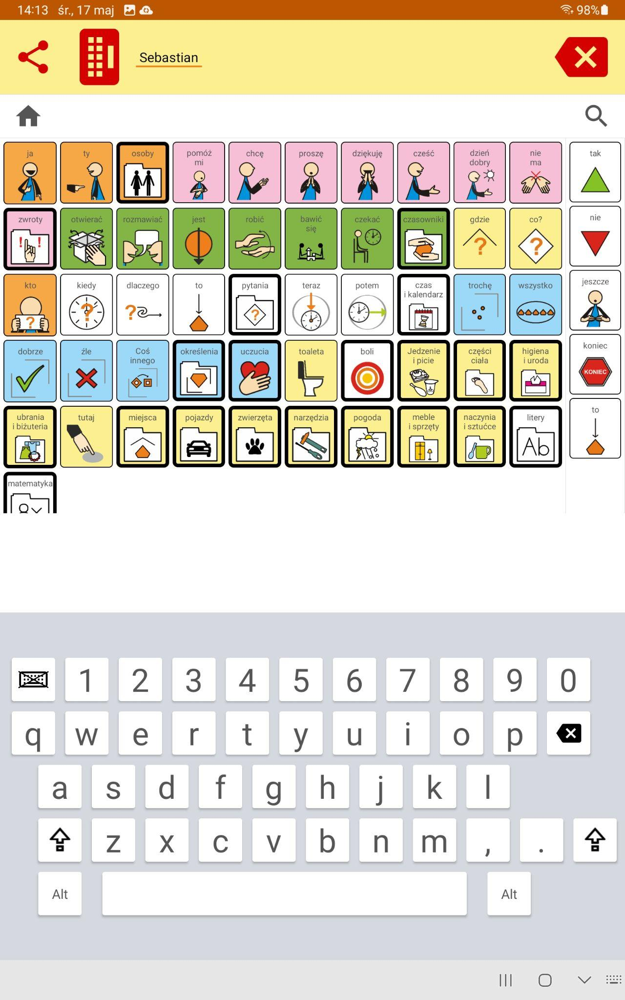 14:13 śr., 17 maj 98%
Sebastian
ja ty osoby pomóż mi chcę proszę dziękuję cześć dzień dobry nie ma tak
zwroty otwierać rozmawiać jest robić bawić się czekać czasowniki gdzie co? nie
! !
? ?
kto kiedy dlaczego to pytania teraz potem czas i kalendarz trochę wszystko jeszcze
? ? ? ?
dobrze źle Coś innego określenia uczucia toaleta boli Jedzenie i picie części ciała higiena i uroda koniec
KONIEC
ubrania i biżuteria tutaj miejsca pojazdy zwierzęta narzędzia pogoda meble i sprzęty naczynia i sztućce litery to
Ab
matematyka
1 2 3 4 5 6 7 8 9 0
q w e r t y u i o p
a s d f g h j k l
z x c v b n m , .
Alt Alt